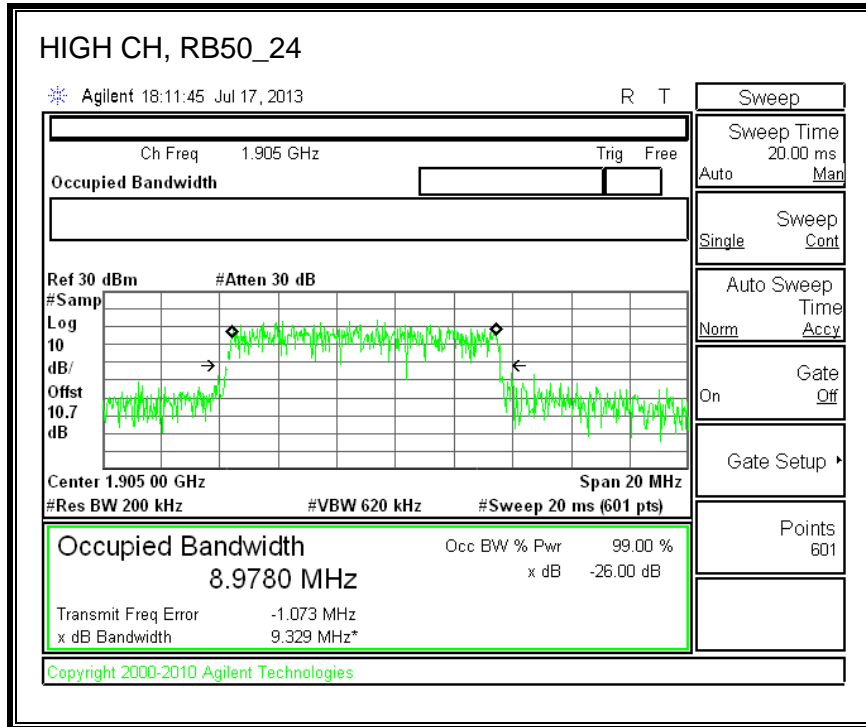 HIGH CH, RB50_24
Agilent 18:11:45 Jul 17, 2013 R T
Sweep
Ch Freq 1.905 GHz Trig Free
Occupied Bandwidth
Sweep Time
20.00 ms
Auto Man
Sweep
Single Cont
Auto Sweep
Time
Norm Accy
Gate
On Off
Gate Setup
Points
601
Ref 30 dBm #Atten 30 dB
#Samp
Log
10
dB/
Offst
10.7
dB
Center 1.905 00 GHz Span 20 MHz
#Res BW 200 kHz #VBW 620 kHz #Sweep 20 ms (601 pts)
Occupied Bandwidth Occ BW % Pwr 99.00 %
8.9780 MHz x dB -26.00 dB
Transmit Freq Error -1.073 MHz
x dB Bandwidth 9.329 MHz*
Copyright 2000-2010 Agilent Technologies